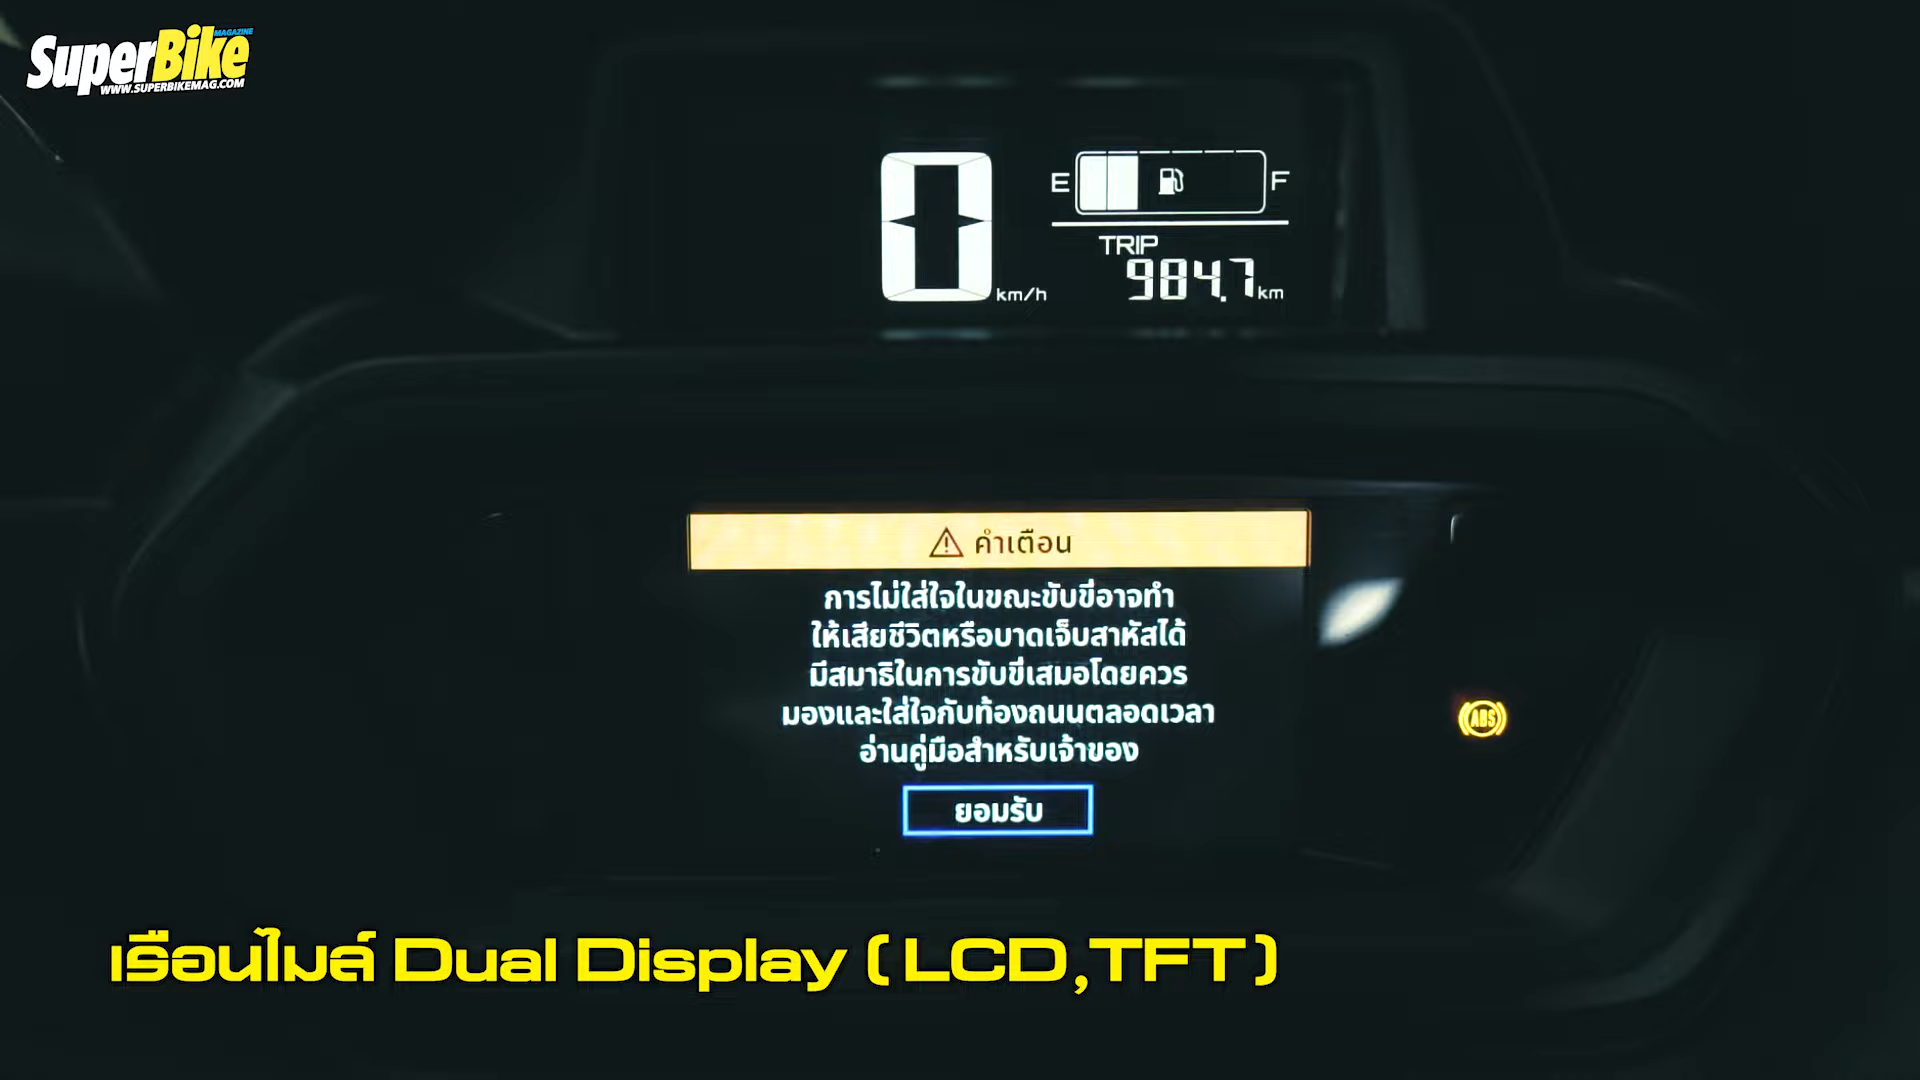 SuperBike
MAGAZINE
WWW.SUPERBIKEMAG.COM
0 km/h
E F
TRIP
984.7 km
คำเตือน
การไม่ใส่ใจในขณะขับขี่อาจทำ
ให้เสียชีวิตหรือบาดเจ็บสาหัสได้
มีสมาธิในการขับขี่เสมอโดยควร
มองและใส่ใจกับท้องถนนตลอดเวลา
อ่านคู่มือสำหรับเจ้าของ
ยอมรับ
ABS
เรือนไมล์ Dual Display (LCD,TFT)